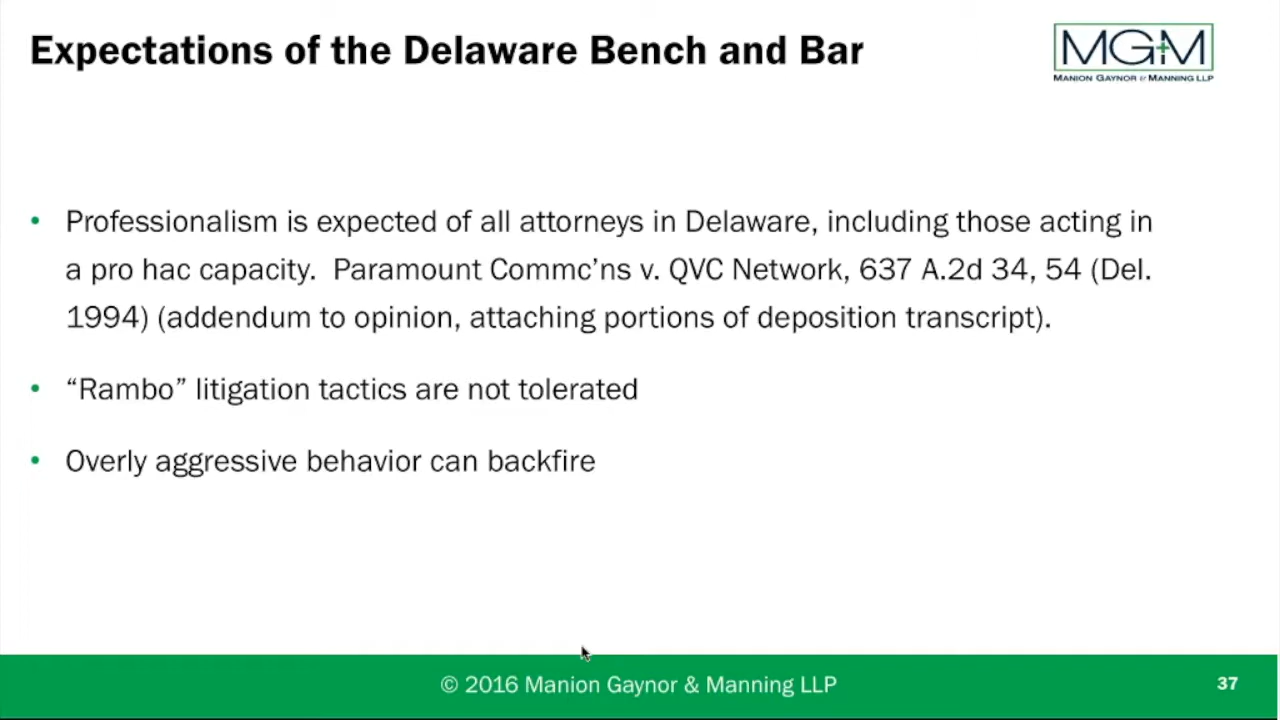 Expectations of the Delaware Bench and Bar
MG+M
MANION GAYNOR & MANNING LLP
• Professionalism is expected of all attorneys in Delaware, including those acting in
a pro hac capacity.  Paramount Commc’ns v. QVC Network, 637 A.2d 34, 54 (Del.
1994) (addendum to opinion, attaching portions of deposition transcript).
• “Rambo” litigation tactics are not tolerated
• Overly aggressive behavior can backfire
© 2016 Manion Gaynor & Manning LLP
37